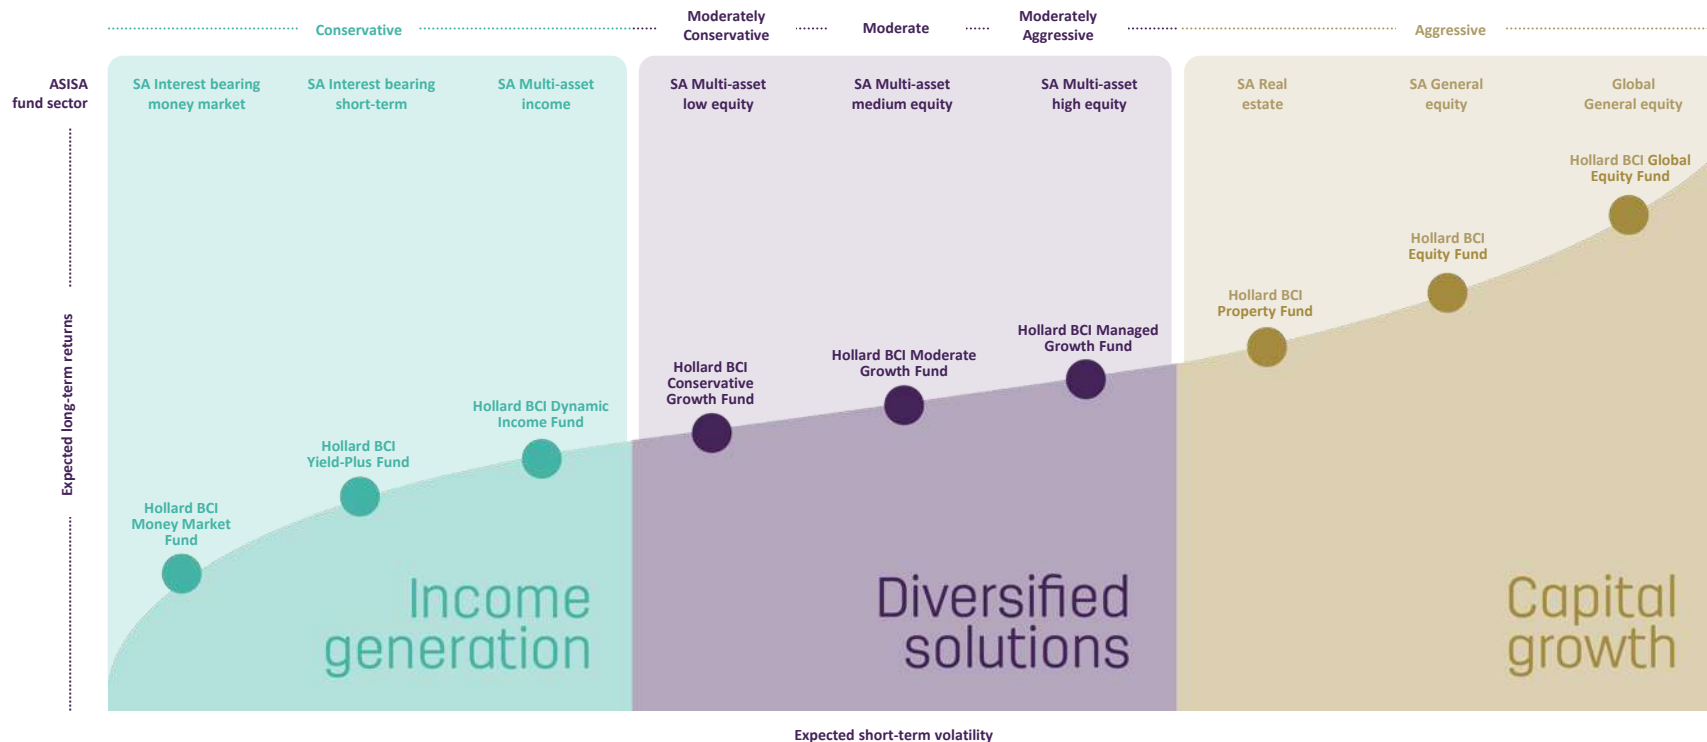 Conservative
Moderately
Conservative
Moderate
Moderately
Aggressive
Aggressive
ASISA
fund sector
SA Interest bearing
money market
SA Interest bearing
short-term
SA Multi-asset
income
SA Multi-asset
low equity
SA Multi-asset
medium equity
SA Multi-asset
high equity
SA Real
estate
SA General
equity
Global
General equity
Expected long-term returns
Hollard BCI
Money Market
Fund
Hollard BCI
Yield-Plus Fund
Hollard BCI Dynamic
Income Fund
Hollard BCI
Conservative
Growth Fund
Hollard BCI Moderate
Growth Fund
Hollard BCI Managed
Growth Fund
Hollard BCI
Property Fund
Hollard BCI
Equity Fund
Hollard BCI Global
Equity Fund
Income
generation
Diversified
solutions
Capital
growth
Expected short-term volatility